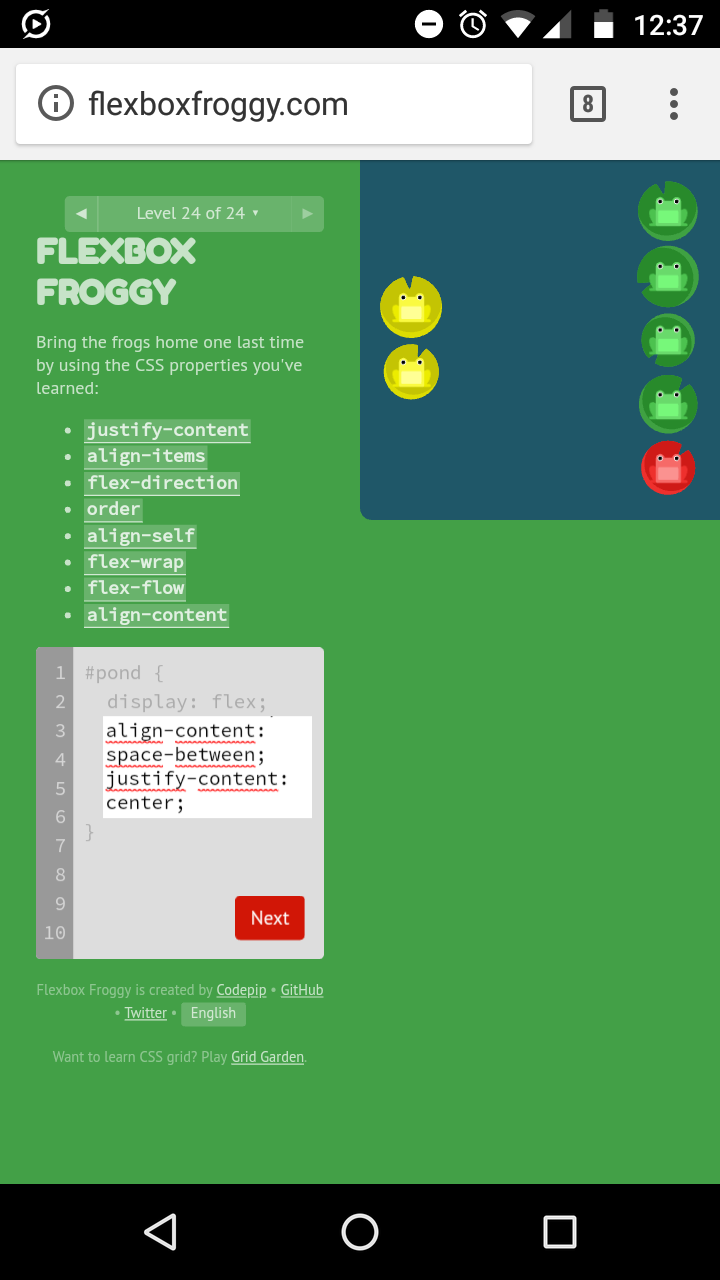 12:37
flexboxfroggy.com
8
◀ Level 24 of 24 ▾ ▶
FLEXBOX
FROGGY
Bring the frogs home one last time
by using the CSS properties you've
learned:
• justify-content
• align-items
• flex-direction
• order
• align-self
• flex-wrap
• flex-flow
• align-content
1 #pond {
2 display: flex;
3 align-content:
4 space-between;
5 justify-content:
6 center;
7 }
8
9
10
Next
Flexbox Froggy is created by Codepip • GitHub
• Twitter • English
Want to learn CSS grid? Play Grid Garden.